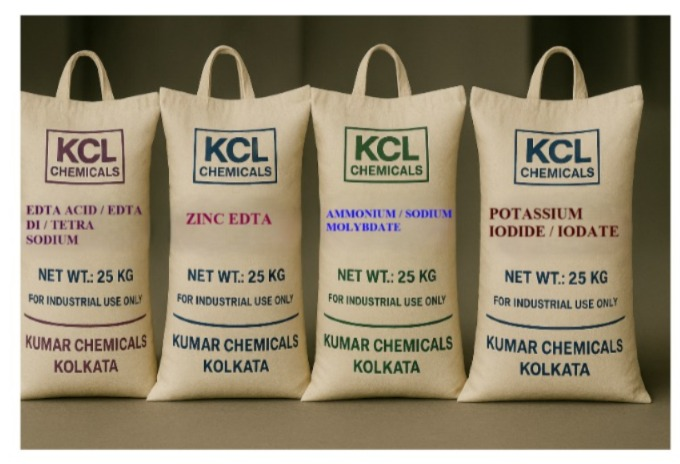 KCL
CHEMICALS
EDTA ACID / EDTA
DI / TETRA
SODIUM
NET WT.: 25 KG
FOR INDUSTRIAL USE ONLY
KUMAR CHEMICALS
KOLKATA
KCL
CHEMICALS
ZINC EDTA
NET WT.: 25 KG
FOR INDUSTRIAL USE ONLY
KUMAR CHEMICALS
KOLKATA
KCL
CHEMICALS
AMMONIUM / SODIUM
MOLYBDATE
NET WT.: 25 KG
FOR INDUSTRIAL USE ONLY
KUMAR CHEMICALS
KOLKATA
KCL
CHEMICALS
POTASSIUM
IODIDE / IODATE
NET WT.: 25 KG
FOR INDUSTRIAL USE ONLY
KUMAR CHEMICALS
KOLKATA